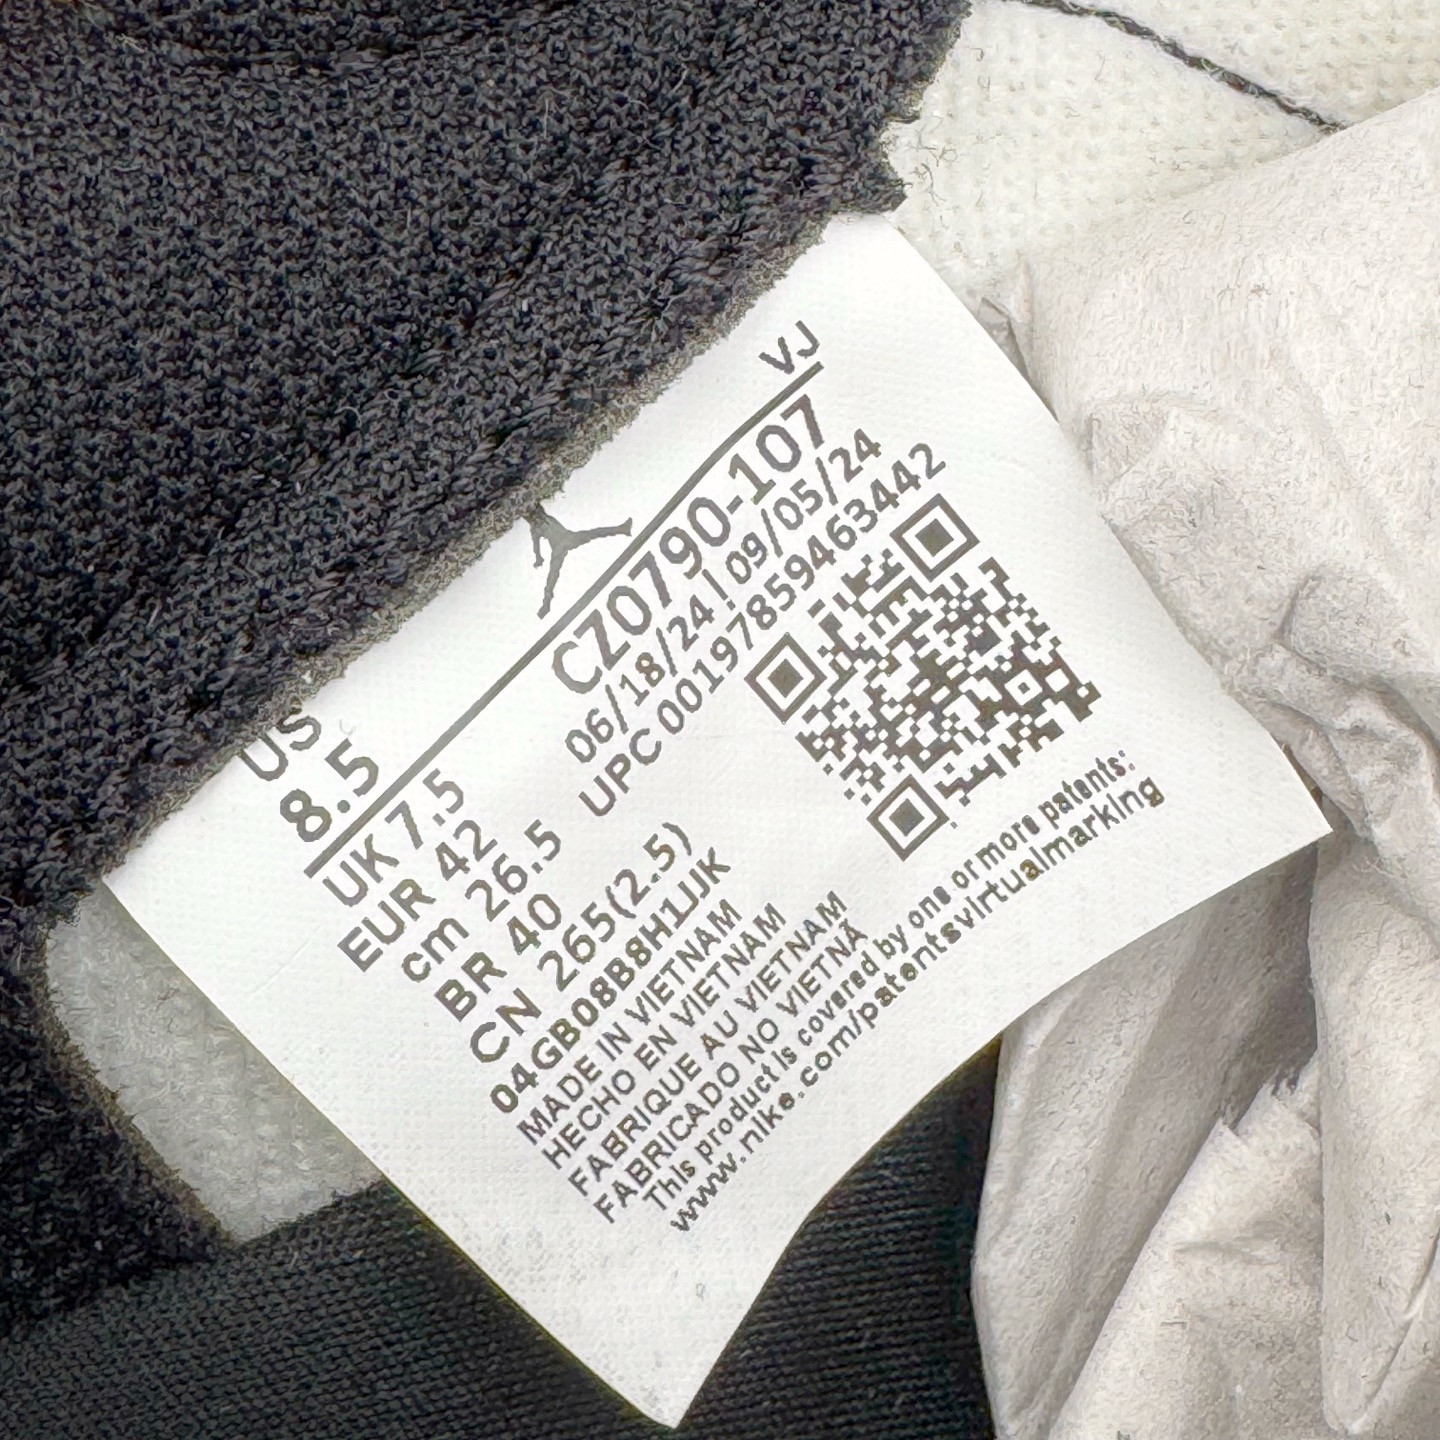 VJ
US
8.5
CZ0790-107
06/18/24 | 09/05/24
UPC 00197859463442
UK 7.5
EUR 42
cm 26.5
BR 40
CN 265(2.5)
04GB08B8H1JJK
MADE IN VIETNAM
HECHO EN VIETNAM
FABRIQUE AU VIETNAM
FABRICADO NO VIETNÃ
This product is covered by one or more patents:
www.nike.com/patentsvirtualmarking